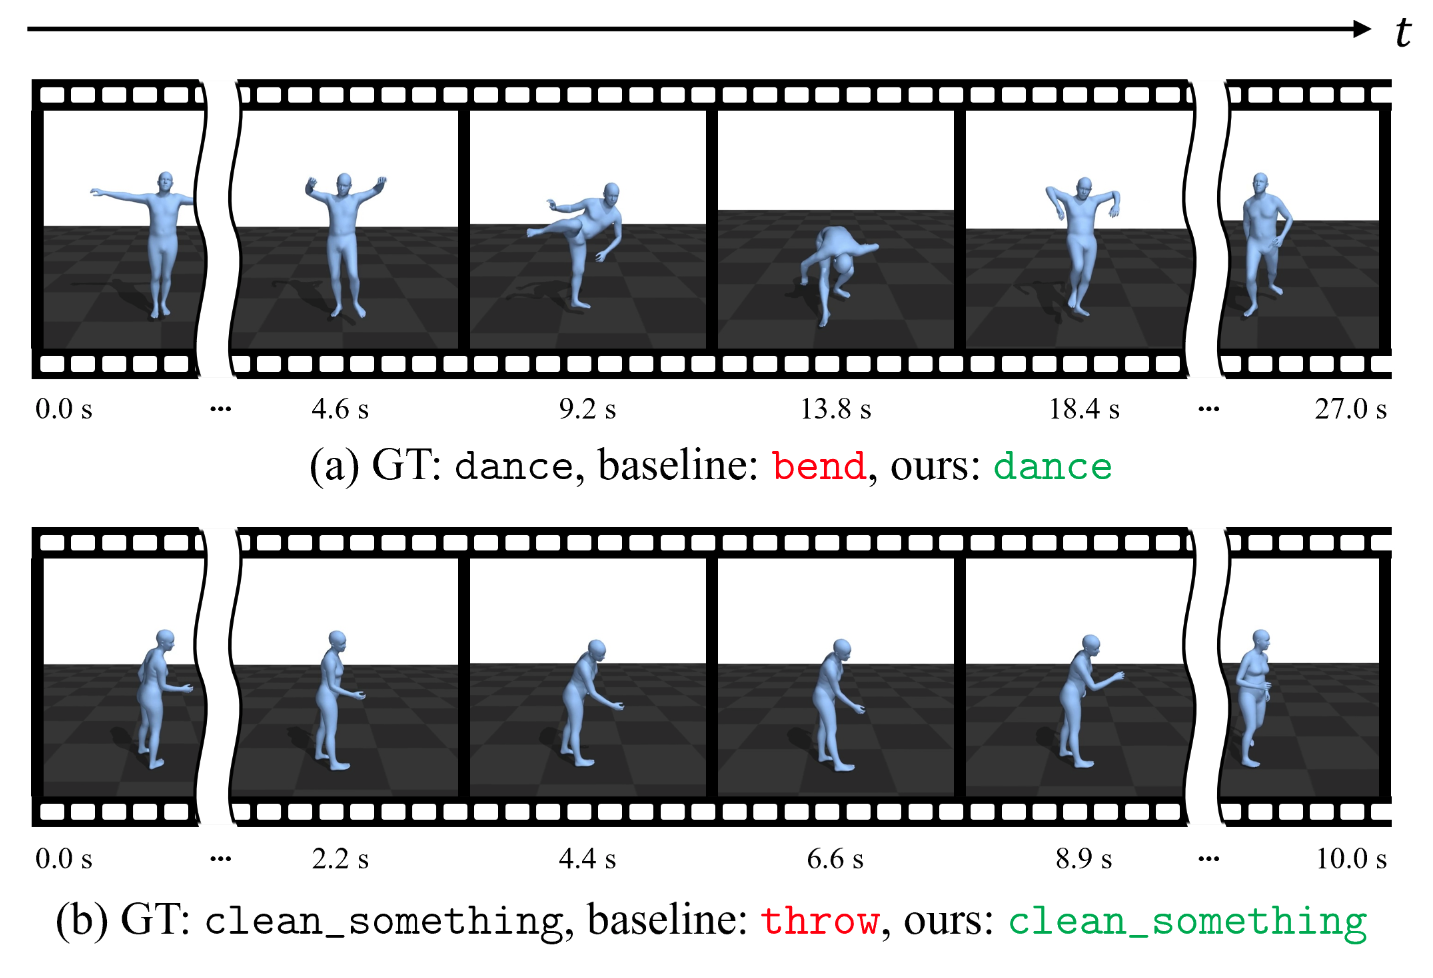 t
0.0 s ... 4.6 s 9.2 s 13.8 s 18.4 s ... 27.0 s
(a) GT: dance, baseline: bend, ours: dance
0.0 s ... 2.2 s 4.4 s 6.6 s 8.9 s ... 10.0 s
(b) GT: clean_something, baseline: throw, ours: clean_something